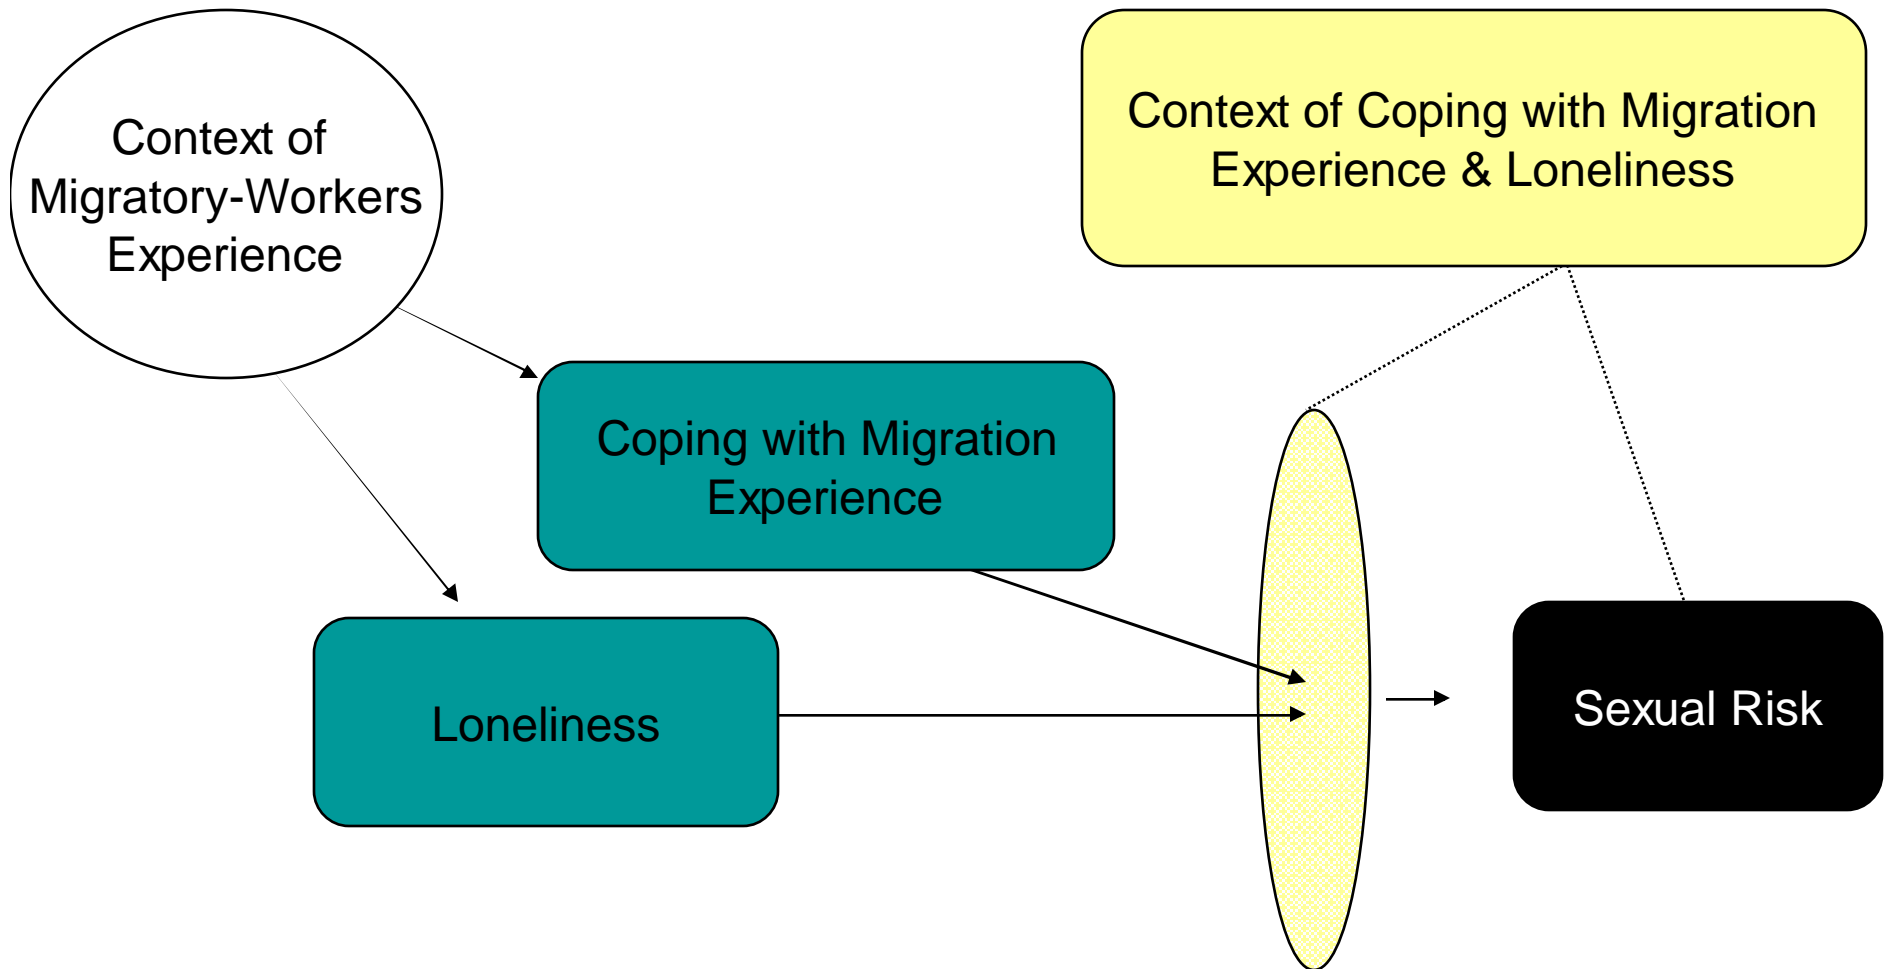 Context of
Migratory-Workers
Experience
Context of Coping with Migration
Experience & Loneliness
Coping with Migration
Experience
Loneliness
Sexual Risk